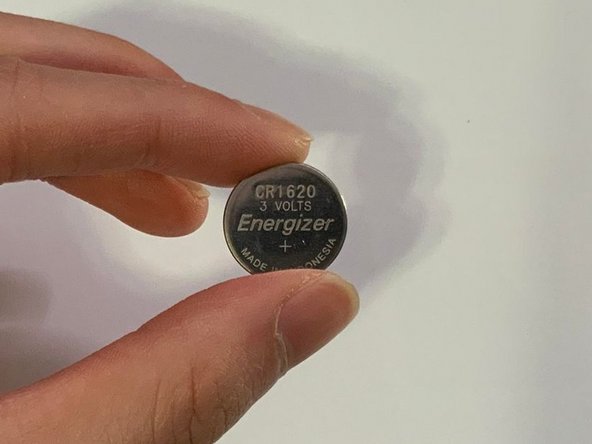 CR1620
3 VOLTS
Energizer
+
MADE